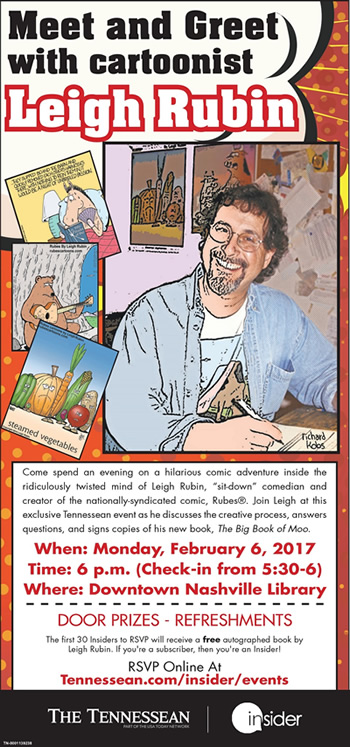 Meet and Greet
with cartoonist
Leigh Rubin
Rubes By Leigh Rubin
rubescartoons.com
steamed vegetables
richard
Kolos
Come spend an evening on a hilarious comic adventure inside the
ridiculously twisted mind of Leigh Rubin, “sit-down” comedian and
creator of the nationally-syndicated comic, Rubes®. Join Leigh at this
exclusive Tennessean event as he discusses the creative process, answers
questions, and signs copies of his new book, The Big Book of Moo.
When: Monday, February 6, 2017
Time: 6 p.m. (Check-in from 5:30-6)
Where: Downtown Nashville Library
DOOR PRIZES - REFRESHMENTS
The first 30 Insiders to RSVP will receive a free autographed book by
Leigh Rubin. If you're a subscriber, then you're an Insider!
RSVP Online At
Tennessean.com/insider/events
THE TENNESSEAN
PART OF THE USA TODAY NETWORK
insider